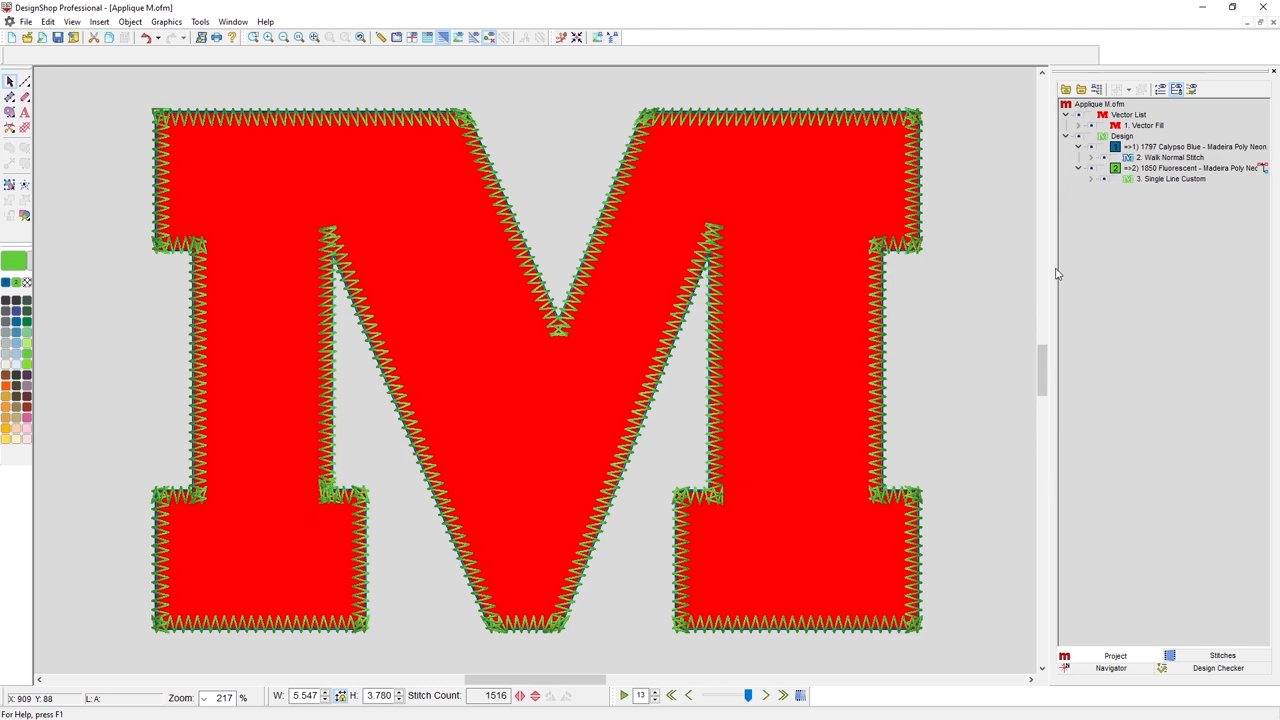 DesignShop Professional - [Applique M.ofm]
File Edit View Insert Object Graphics Tools Window Help
Applique M.ofm
Vector List
1. Vector Fill
Design
1 =>1) 1797 Calypso Blue - Madeira Poly Neon
2. Walk Normal Stitch
2 =>2) 1850 Fluorescent - Madeira Poly Neo
3. Single Line Custom
M
Project Stitches
Navigator Design Checker
X: 909 Y: 88 L: A: Zoom: 217 % W: 5.547 H: 3.780 Stitch Count: 1516 13
For Help, press F1